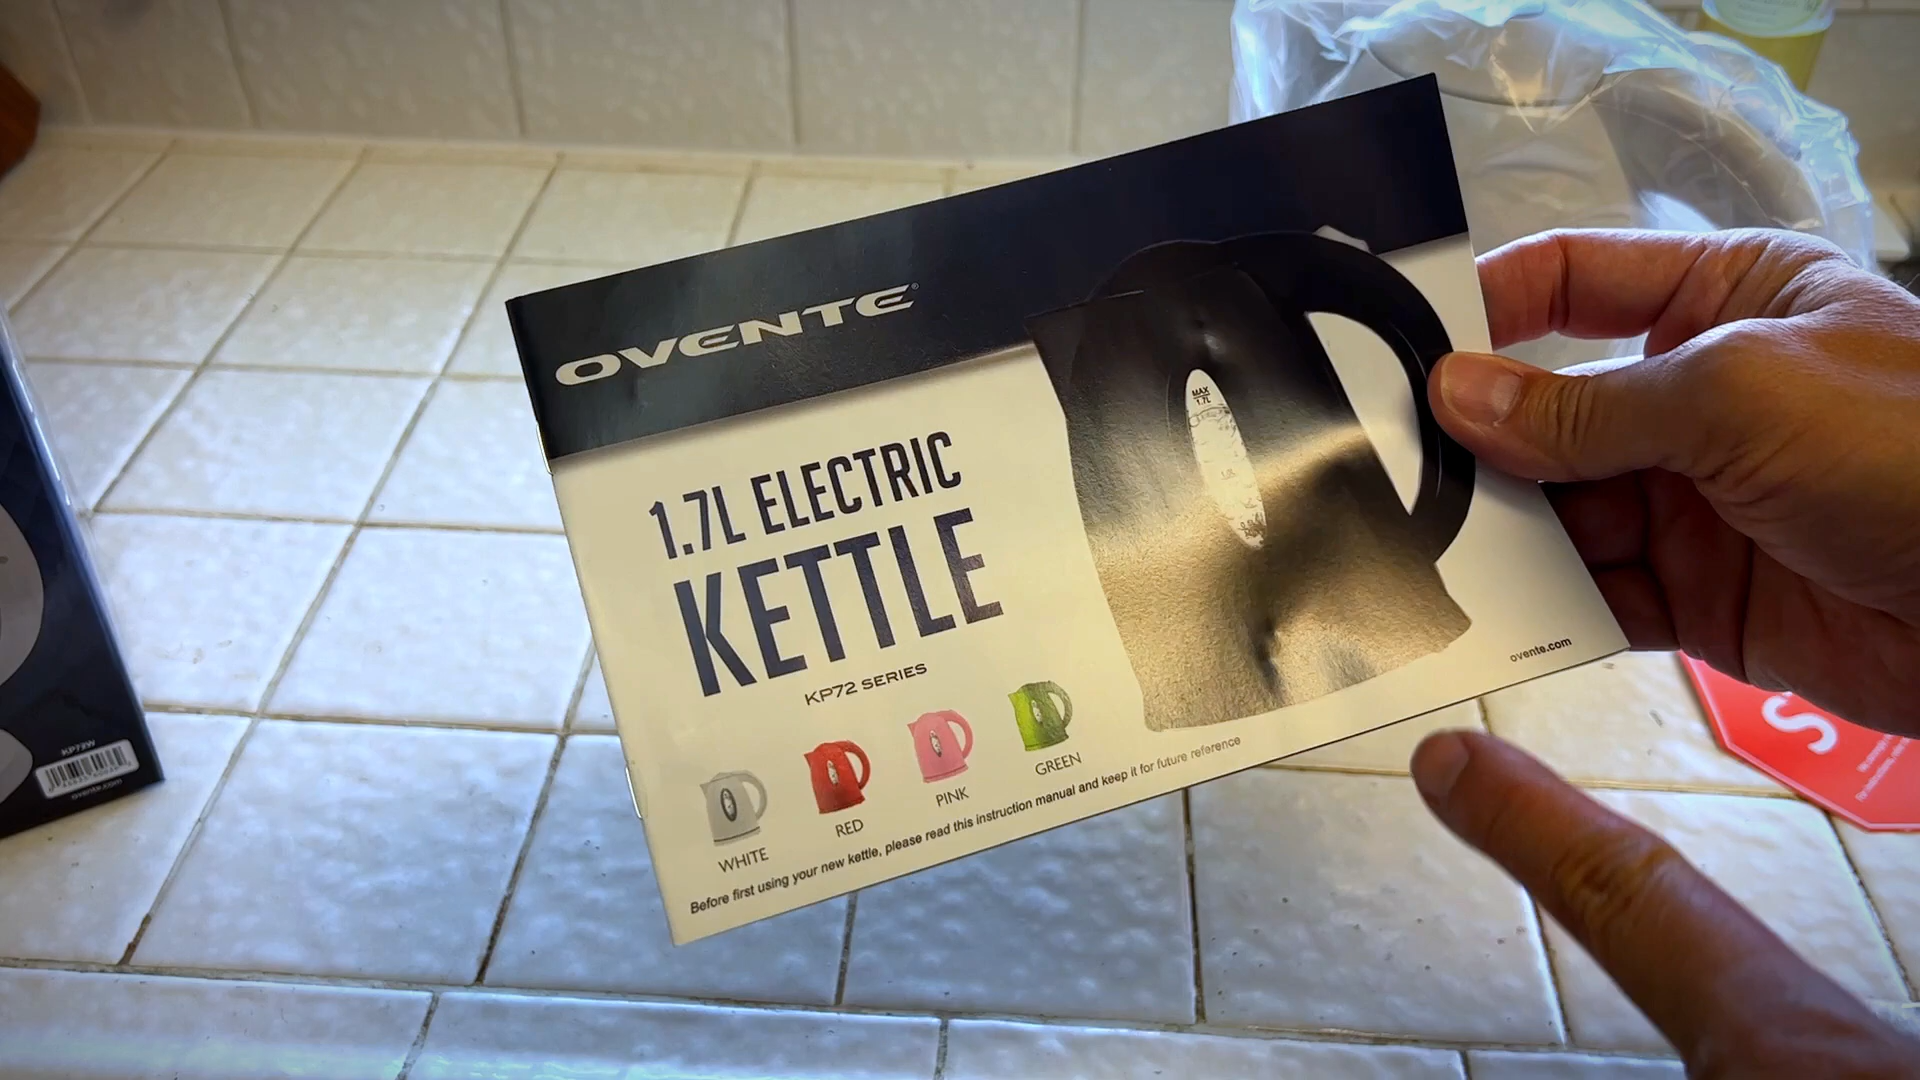 OVENTE®
1.7L ELECTRIC
KETTLE
KP72 SERIES
WHITE
RED
PINK
GREEN
Before first using your new kettle, please read this instruction manual and keep it for future reference
ovente.com
MAX
1.7L
KP72W
ovente.com
S